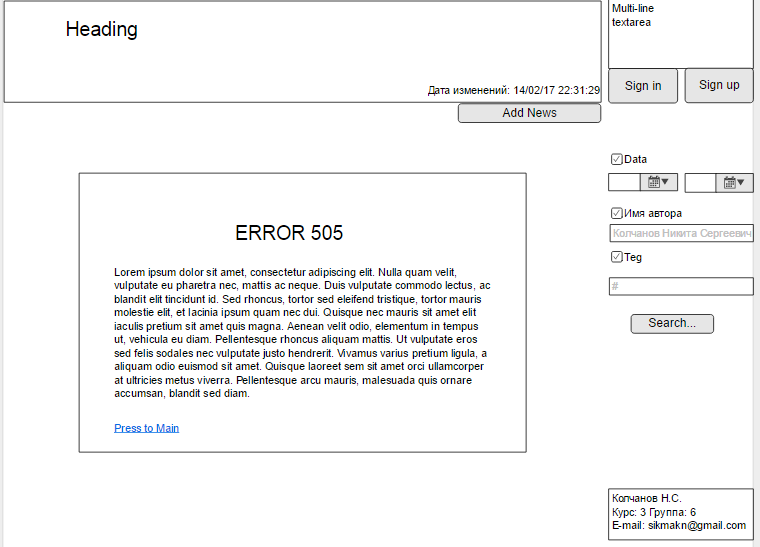 Heading
Дата изменений: 14/02/17 22:31:29
Multi-line
textarea
Sign in
Sign up
Add News
Data
Имя автора
Колчанов Никита Сергеевич
Teg
#
Search...
ERROR 505
Lorem ipsum dolor sit amet, consectetur adipiscing elit. Nulla quam velit,
vulputate eu pharetra nec, mattis ac neque. Duis vulputate commodo lectus, ac
blandit elit tincidunt id. Sed rhoncus, tortor sed eleifend tristique, tortor mauris
molestie elit, et lacinia ipsum quam nec dui. Quisque nec mauris sit amet elit
iaculis pretium sit amet quis magna. Aenean velit odio, elementum in tempus
ut, vehicula eu diam. Pellentesque rhoncus aliquam mattis. Ut vulputate eros
sed felis sodales nec vulputate justo hendrerit. Vivamus varius pretium ligula, a
aliquam odio euismod sit amet. Quisque laoreet sem sit amet orci ullamcorper
at ultricies metus viverra. Pellentesque arcu mauris, malesuada quis ornare
accumsan, blandit sed diam.
Press to Main
Колчанов Н.С.
Курс: 3 Группа: 6
E-mail: sikmakn@gmail.com